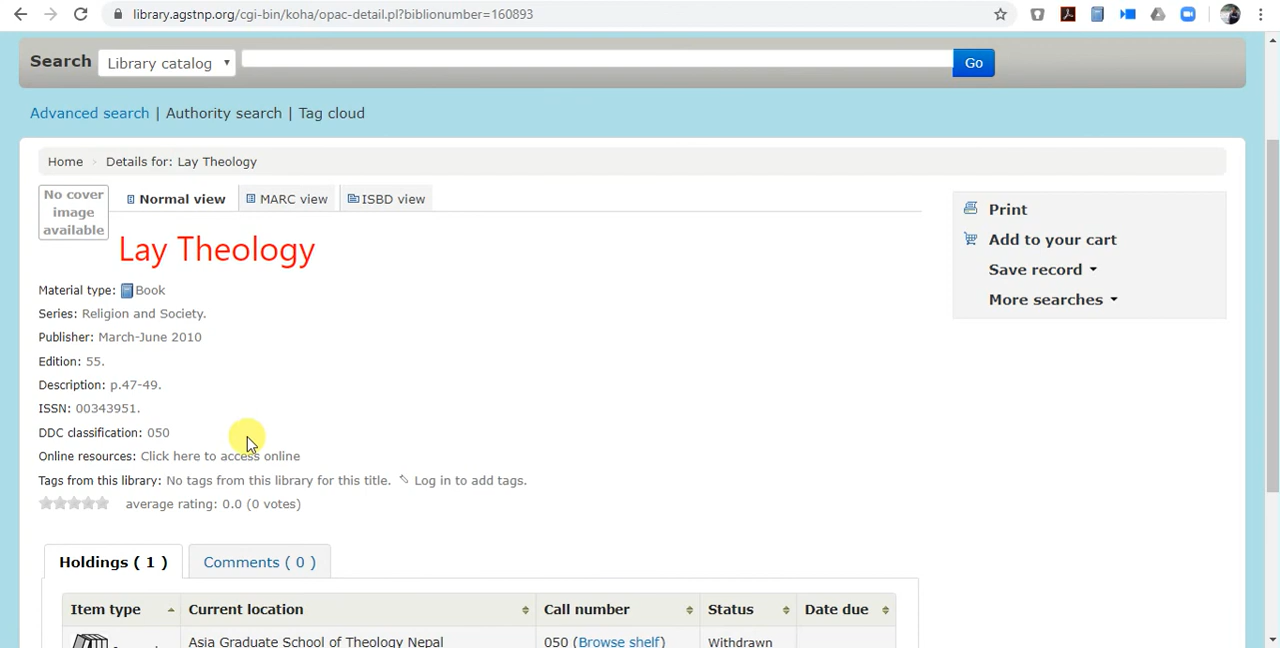 library.agstnp.org/cgi-bin/koha/opac-detail.pl?biblionumber=160893
Search Library catalog Go
Advanced search | Authority search | Tag cloud
Home › Details for: Lay Theology
No cover image available
Normal view MARC view ISBD view
Lay Theology
Material type: Book
Series: Religion and Society.
Publisher: March-June 2010
Edition: 55.
Description: p.47-49.
ISSN: 00343951.
DDC classification: 050
Online resources: Click here to access online
Tags from this library: No tags from this library for this title. Log in to add tags.
average rating: 0.0 (0 votes)
Print
Add to your cart
Save record
More searches
Holdings ( 1 ) Comments ( 0 )
Item type Current location Call number Status Date due
Asia Graduate School of Theology Nepal 050 (Browse shelf) Withdrawn